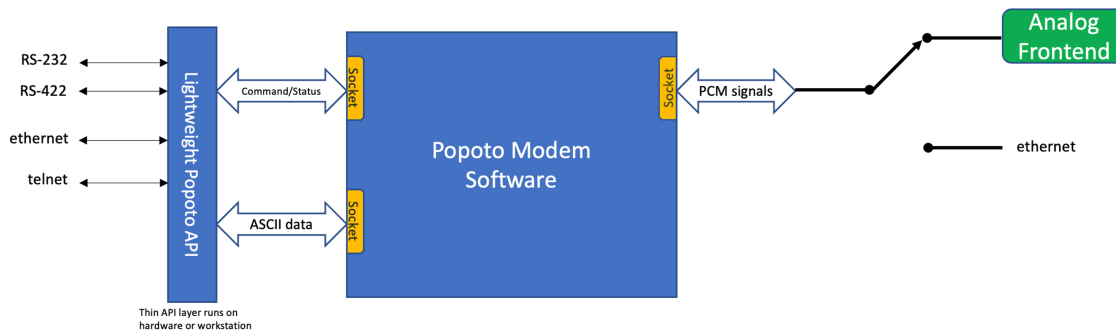 RS-232
RS-422
ethernet
telnet
Lightweight Popoto API
Thin API layer runs on
hardware or workstation
Command/Status
ASCII data
Socket
Socket
Popoto Modem
Software
Socket
PCM signals
Analog
Frontend
ethernet